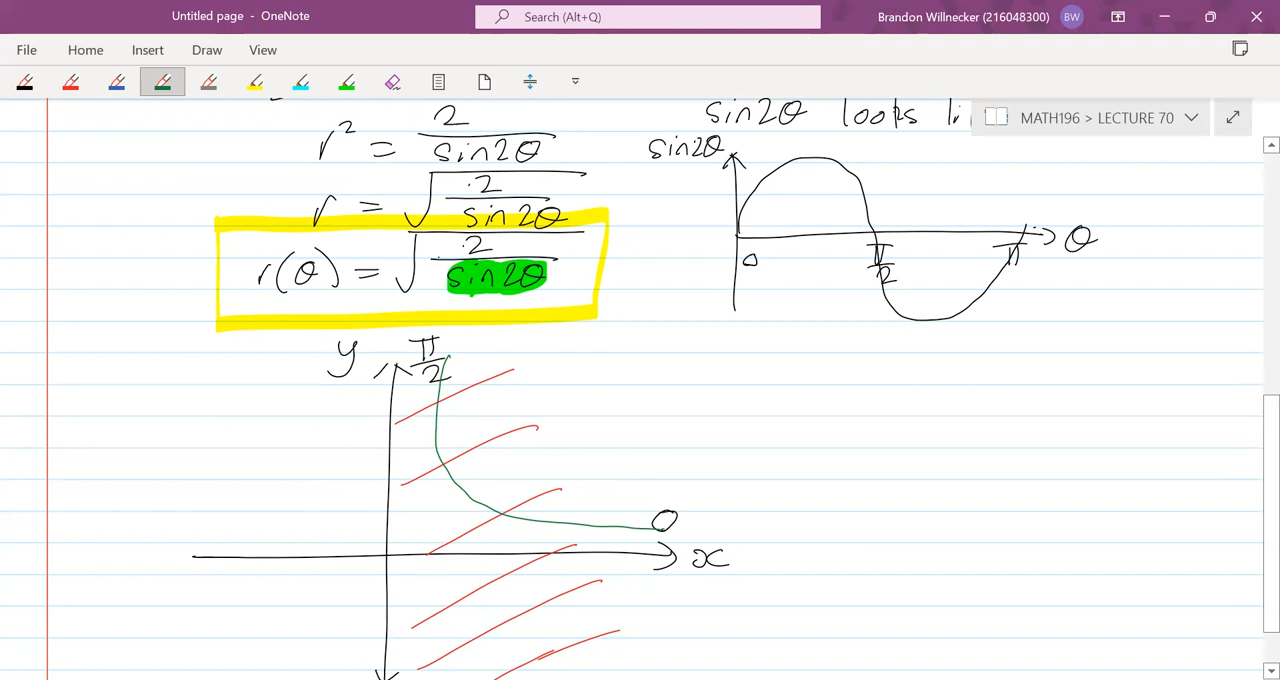 Untitled page - OneNote
Search (Alt+Q)
Brandon Willnecker (216048300)
BW
File Home Insert Draw View
MATH196 > LECTURE 70
r² = 2/sin2θ
r = √(2/sin2θ)
r(θ) = √(2/sin2θ)
sin2θ looks
sin2θ
0 π/2 π θ
y π/2
0
x